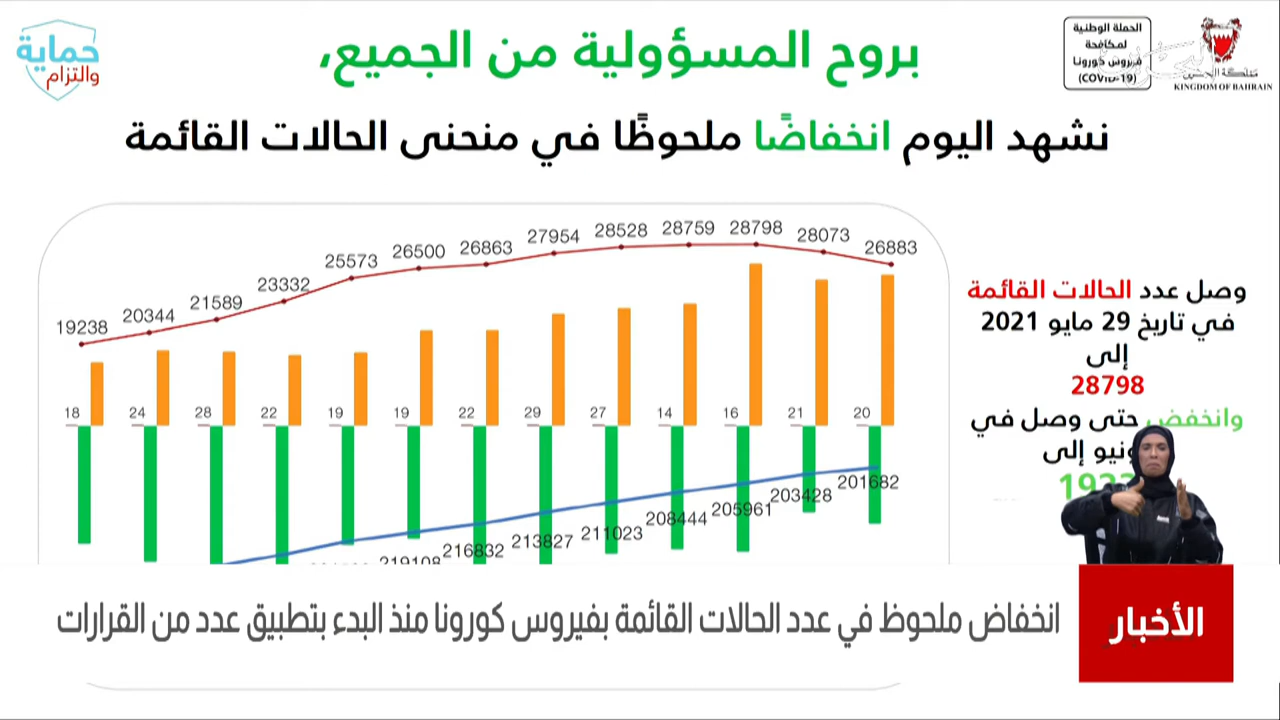 حماية
والتزام
الحملة الوطنية
لمكافحة
فيروس كورونا
(COVID-19)
مملكة البحرين
KINGDOM OF BAHRAIN
بروح المسؤولية من الجميع،
نشهد اليوم انخفاضًا ملحوظًا في منحنى الحالات القائمة
19238 20344 21589 23332 25573 26500 26863 27954 28528 28759 28798 28073 26883
18 24 28 22 19 19 22 29 27 14 16 21 20
219108 216832 213827 211023 208444 205961 203428 201682
وصل عدد الحالات القائمة
في تاريخ 29 مايو 2021
إلى
28798
وانخفض حتى وصل في
إلى
الأخبار
انخفاض ملحوظ في عدد الحالات القائمة بفيروس كورونا منذ البدء بتطبيق عدد من القرارات